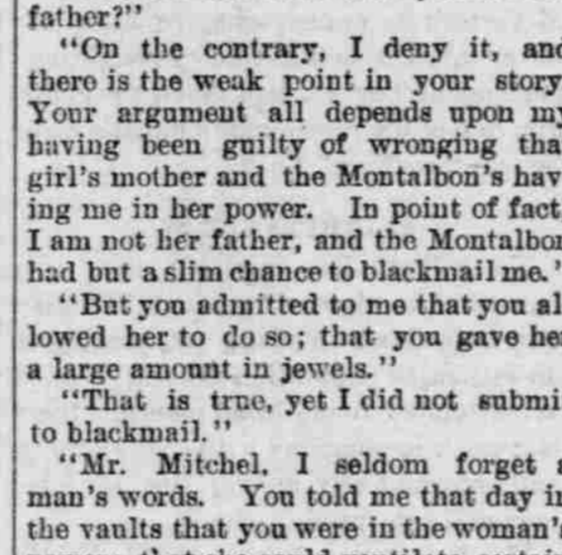 father?"
"On the contrary, I deny it, and
there is the weak point in your story
Your argument all depends upon my
having been guilty of wronging tha
girl's mother and the Montalbon's hav
ing me in her power. In point of fact
I am not her father, and the Montalbon
had but a slim chance to blackmail me.'
"But you admitted to me that you al
lowed her to do so; that you gave her
a large amount in jewels."
"That is true, yet I did not submi
to blackmail."
"Mr. Mitchel, I seldom forget a
man's words. You told me that day in
the vaults that you were in the woman's